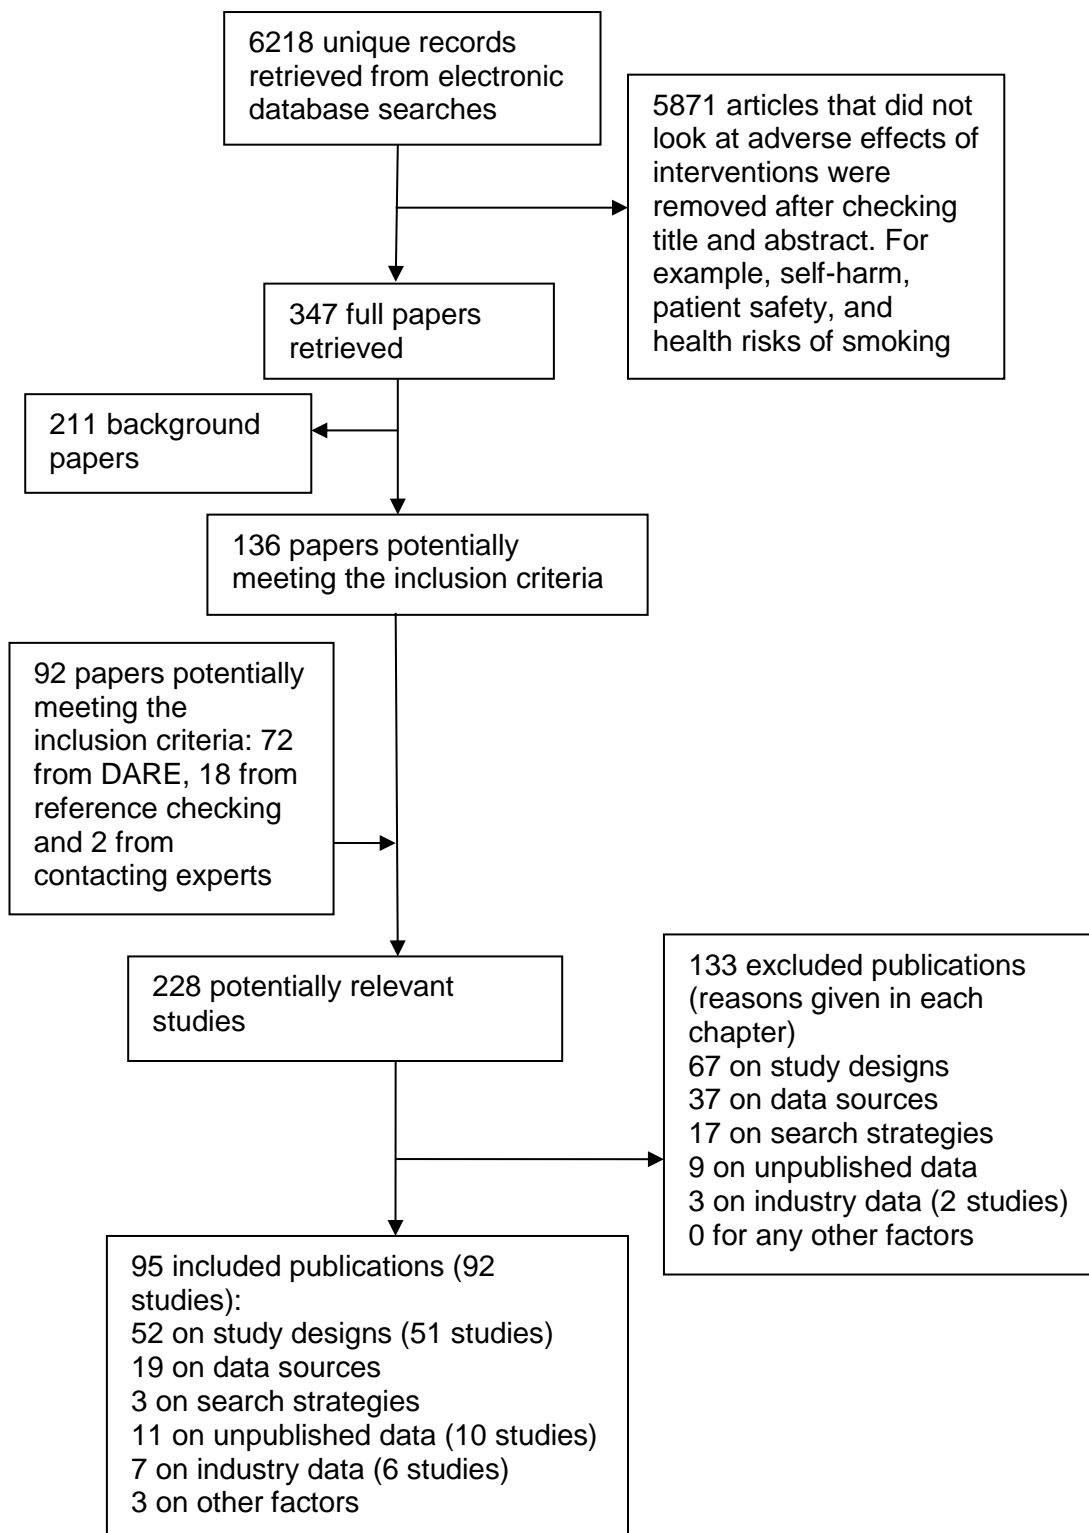 6218 unique records
retrieved from electronic
database searches
5871 articles that did not
look at adverse effects of
interventions were
removed after checking
title and abstract. For
example, self-harm,
patient safety, and
health risks of smoking
347 full papers
retrieved
211 background
papers
136 papers potentially
meeting the inclusion criteria
92 papers potentially
meeting the
inclusion criteria: 72
from DARE, 18 from
reference checking
and 2 from
contacting experts
228 potentially relevant
studies
133 excluded publications
(reasons given in each
chapter)
67 on study designs
37 on data sources
17 on search strategies
9 on unpublished data
3 on industry data (2 studies)
0 for any other factors
95 included publications (92
studies):
52 on study designs (51 studies)
19 on data sources
3 on search strategies
11 on unpublished data (10 studies)
7 on industry data (6 studies)
3 on other factors